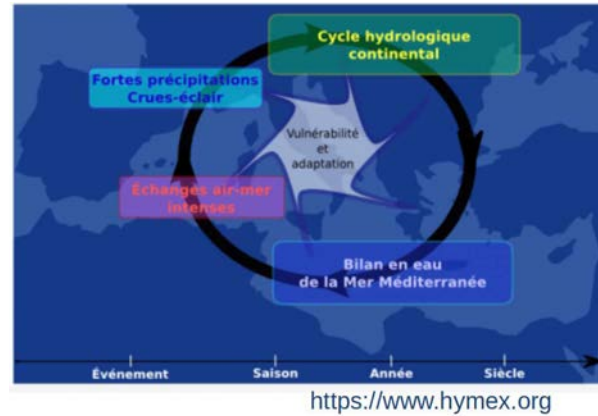 Cycle hydrologique
continental
Fortes précipitations
Crues-éclair
Vulnérabilité
et
adaptation
Échanges air-mer
intenses
Bilan en eau
de la Mer Méditerranée
Événement
Saison
Année
Siècle
https://www.hymex.org